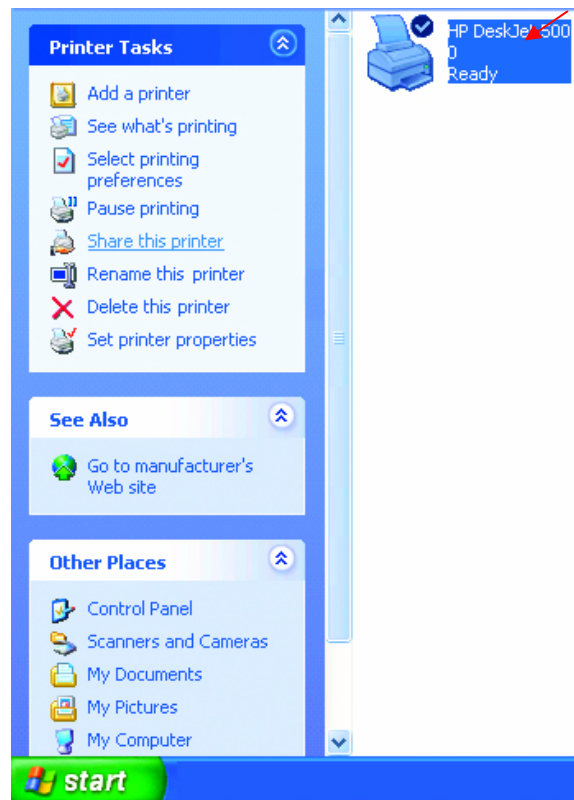 Printer Tasks
Add a printer
See what's printing
Select printing
preferences
Pause printing
Share this printer
Rename this printer
Delete this printer
Set printer properties
See Also
Go to manufacturer's
Web site
Other Places
Control Panel
Scanners and Cameras
My Documents
My Pictures
My Computer
HP DeskJet 500
0
Ready
start